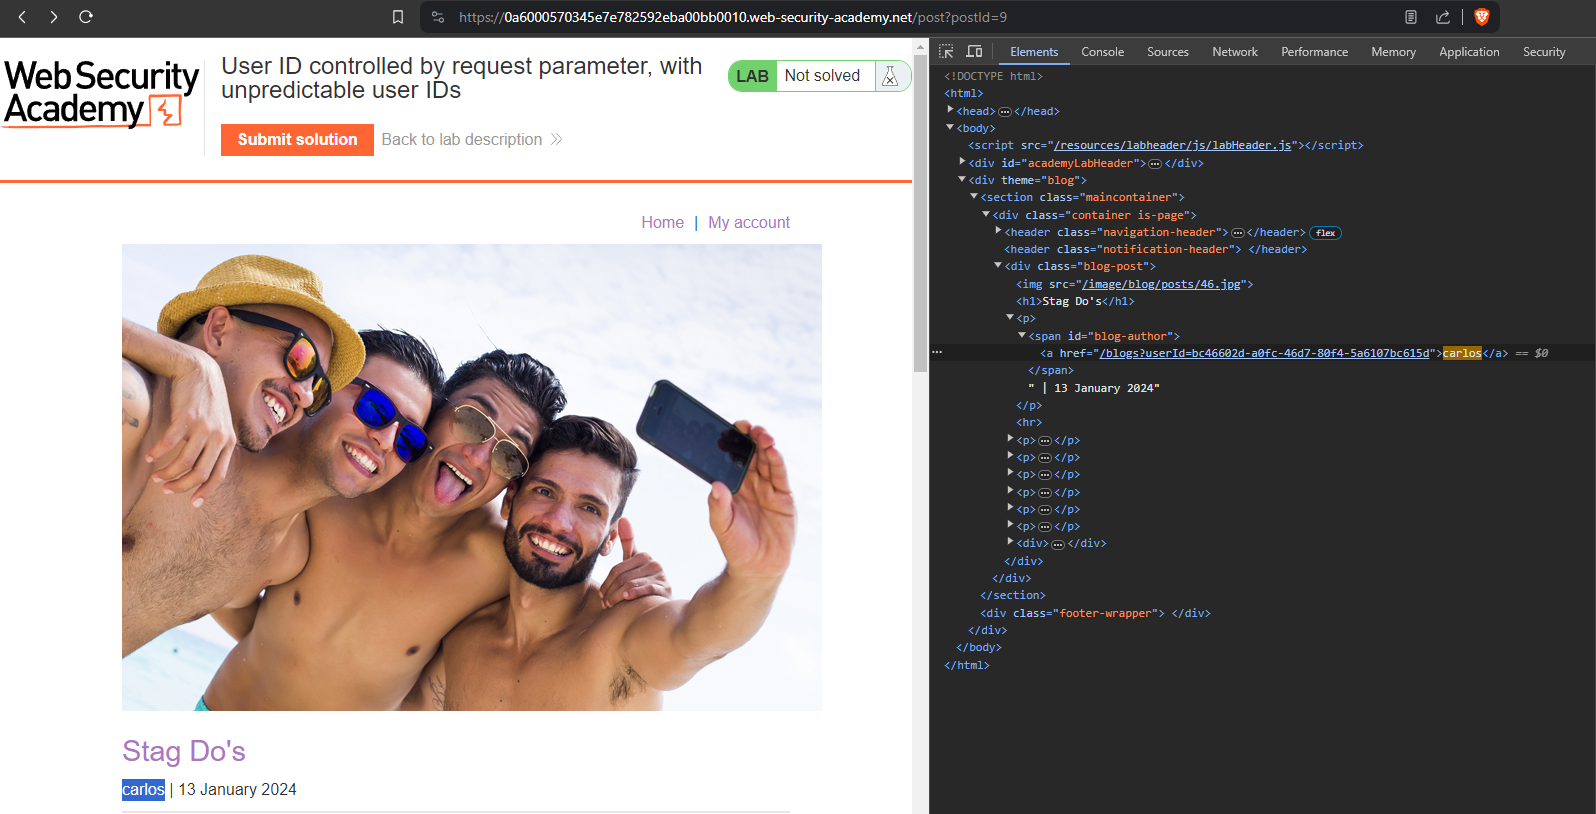 https://0a6000570345e7e782592eba00bb0010.web-security-academy.net/post?postId=9
Web Security
Academy
User ID controlled by request parameter, with
unpredictable user IDs
LAB Not solved
Submit solution Back to lab description
Home | My account
Stag Do's
carlos | 13 January 2024
Elements Console Sources Network Performance Memory Application Security
<!DOCTYPE html>
<html>
<head>…</head>
<body>
<script src="/resources/labheader/js/labHeader.js"></script>
<div id="academyLabHeader">…</div>
<div theme="blog">
<section class="maincontainer">
<div class="container is-page">
<header class="navigation-header">…</header> flex
<header class="notification-header"> </header>
<div class="blog-post">
<img src="/image/blog/posts/46.jpg">
<h1>Stag Do's</h1>
<p>
<span id="blog-author">
… <a href="/blogs?userId=bc46602d-a0fc-46d7-80f4-5a6107bc615d">carlos</a> == $0
</span>
" | 13 January 2024"
</p>
<hr>
<p>…</p>
<p>…</p>
<p>…</p>
<p>…</p>
<p>…</p>
<p>…</p>
<div>…</div>
</div>
</div>
</section>
<div class="footer-wrapper"> </div>
</div>
</body>
</html>